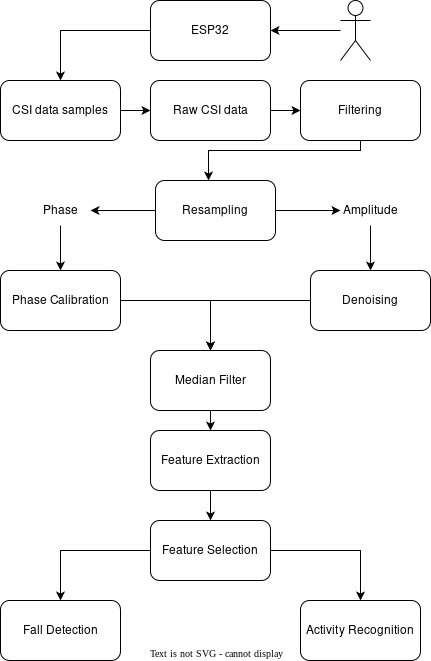 ESP32
CSI data samples
Raw CSI data
Filtering
Phase
Resampling
Amplitude
Phase Calibration
Denoising
Median Filter
Feature Extraction
Feature Selection
Fall Detection
Activity Recognition
Text is not SVG - cannot display